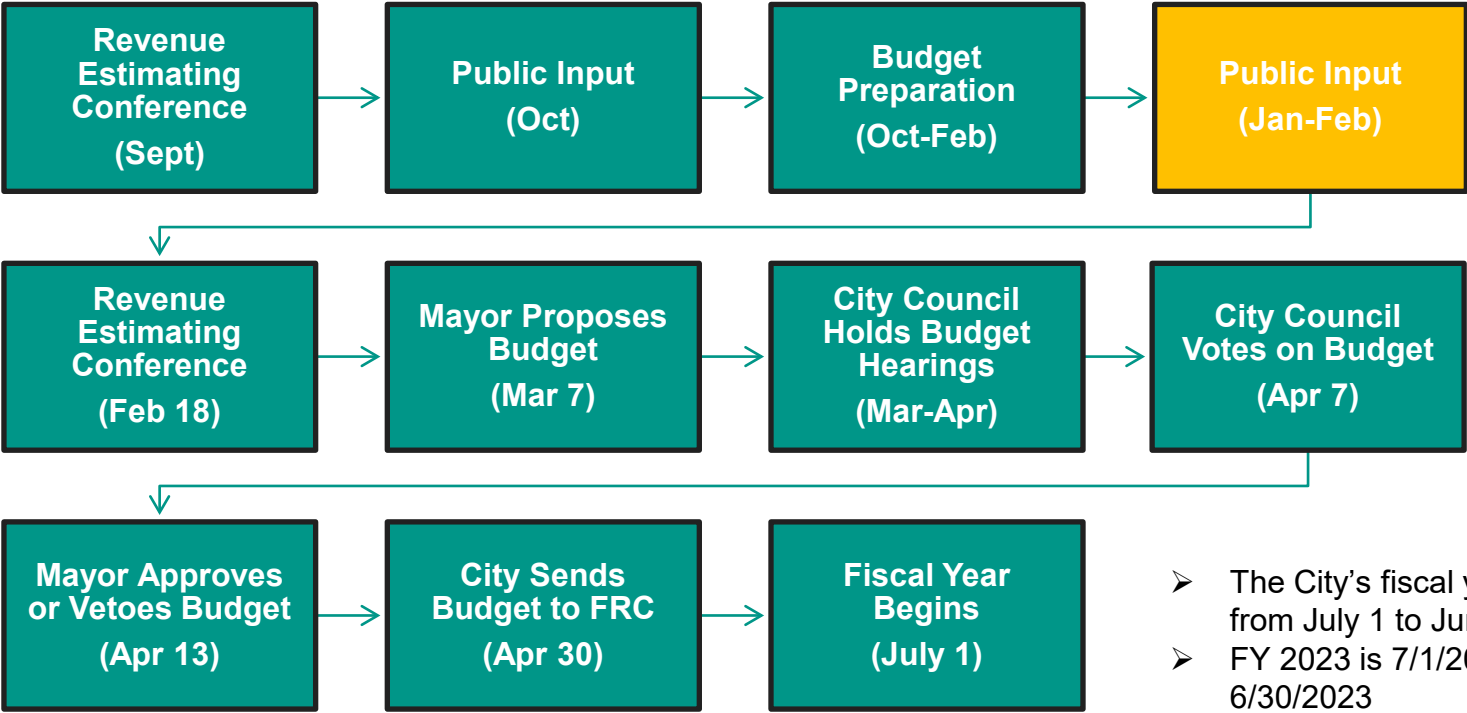 Revenue
Estimating
Conference
(Sept)
Public Input
(Oct)
Budget
Preparation
(Oct-Feb)
Public Input
(Jan-Feb)
Revenue
Estimating
Conference
(Feb 18)
Mayor Proposes
Budget
(Mar 7)
City Council
Holds Budget
Hearings
(Mar-Apr)
City Council
Votes on Budget
(Apr 7)
Mayor Approves
or Vetoes Budget
(Apr 13)
City Sends
Budget to FRC
(Apr 30)
Fiscal Year
Begins
(July 1)
➢ The City’s fiscal
from July 1 to
➢ FY 2023 is
6/30/2023